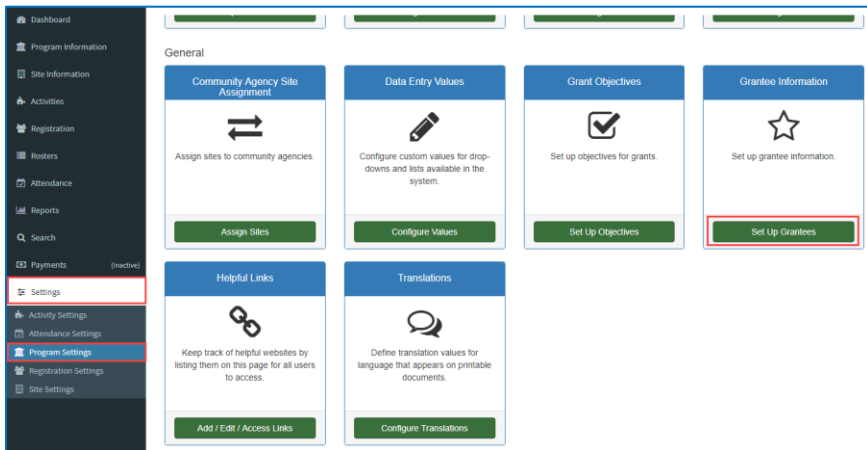 Dashboard
Program Information
Site Information
Activities
Registration
Rosters
Attendance
Reports
Search
Payments (Inactive)
Settings
Activity Settings
Attendance Settings
Program Settings
Registration Settings
Site Settings
General
Community Agency Site
Assignment
Assign sites to community agencies.
Assign Sites
Data Entry Values
Configure custom values for drop-
downs and lists available in the
system.
Configure Values
Grant Objectives
Set up objectives for grants.
Set Up Objectives
Grantee Information
Set up grantee information.
Set Up Grantees
Helpful Links
Keep track of helpful websites by
listing them on this page for all users
to access.
Add / Edit / Access Links
Translations
Define translation values for
language that appears on printable
documents.
Configure Translations